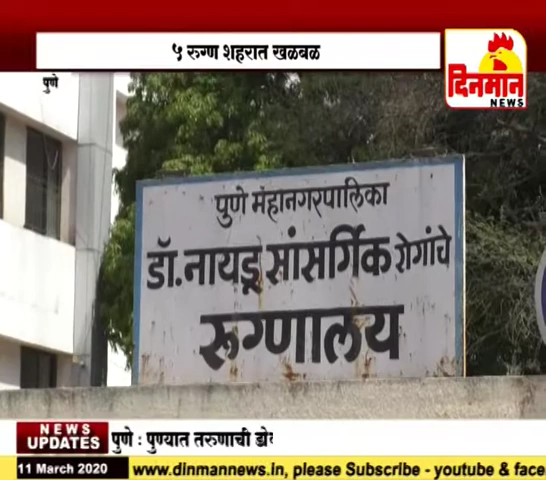 ५ रुग्ण शहरात खळबळ
दिनमान
NEWS
पुणे
पुणे महानगरपालिका
डॉ. नायडू सांसर्गिक रोगांचे
रुग्णालय
NEWS
UPDATES
पुणे : पुण्यात तरुणाची
11 March 2020
www.dinmannews.in, please Subscribe - youtube & face